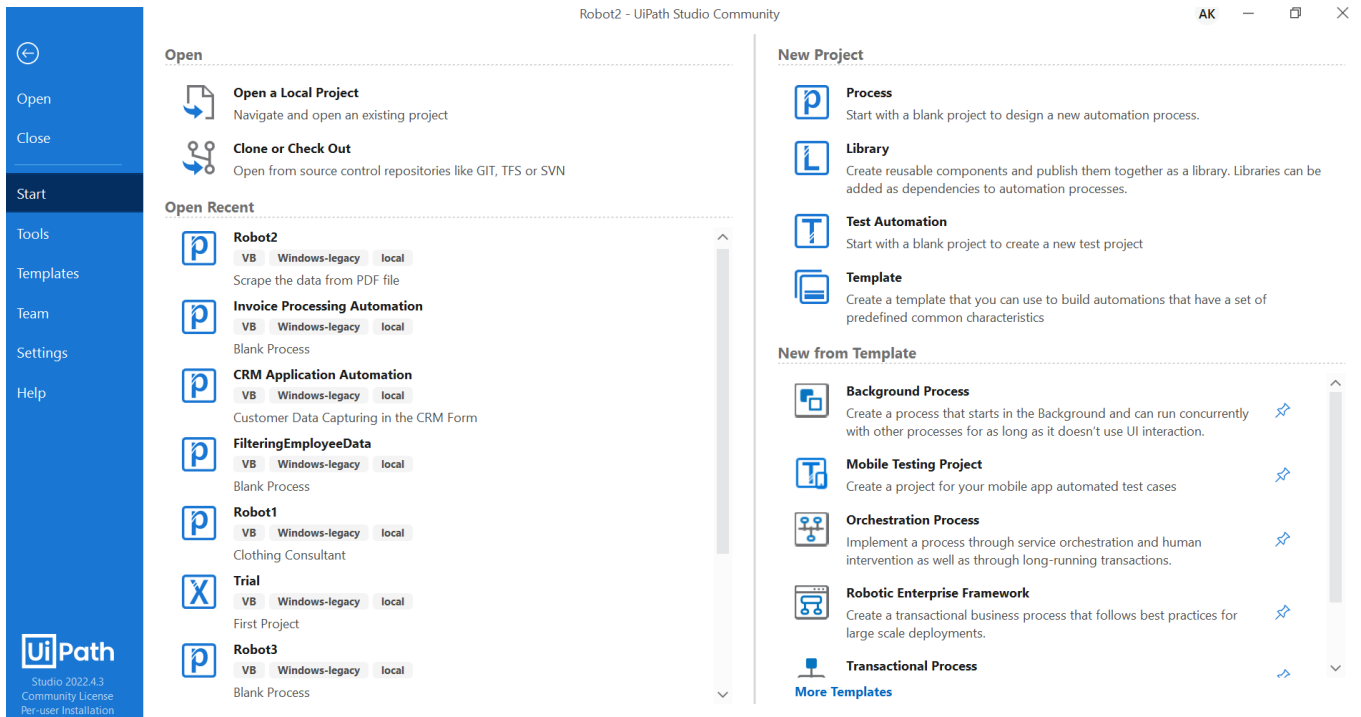 Robot2 - UiPath Studio Community
AK
Open
Close
Start
Tools
Templates
Team
Settings
Help
UiPath
Studio 2022.4.3
Community License
Per-user Installation
Open
Open a Local Project
Navigate and open an existing project
Clone or Check Out
Open from source control repositories like GIT, TFS or SVN
Open Recent
Robot2
VB Windows-legacy local
Scrape the data from PDF file
Invoice Processing Automation
VB Windows-legacy local
Blank Process
CRM Application Automation
VB Windows-legacy local
Customer Data Capturing in the CRM Form
FilteringEmployeeData
VB Windows-legacy local
Blank Process
Robot1
VB Windows-legacy local
Clothing Consultant
Trial
VB Windows-legacy local
First Project
Robot3
VB Windows-legacy local
Blank Process
New Project
Process
Start with a blank project to design a new automation process.
Library
Create reusable components and publish them together as a library. Libraries can be
added as dependencies to automation processes.
Test Automation
Start with a blank project to create a new test project
Template
Create a template that you can use to build automations that have a set of
predefined common characteristics
New from Template
Background Process
Create a process that starts in the Background and can run concurrently
with other processes for as long as it doesn't use UI interaction.
Mobile Testing Project
Create a project for your mobile app automated test cases
Orchestration Process
Implement a process through service orchestration and human
intervention as well as through long-running transactions.
Robotic Enterprise Framework
Create a transactional business process that follows best practices for
large scale deployments.
Transactional Process
More Templates